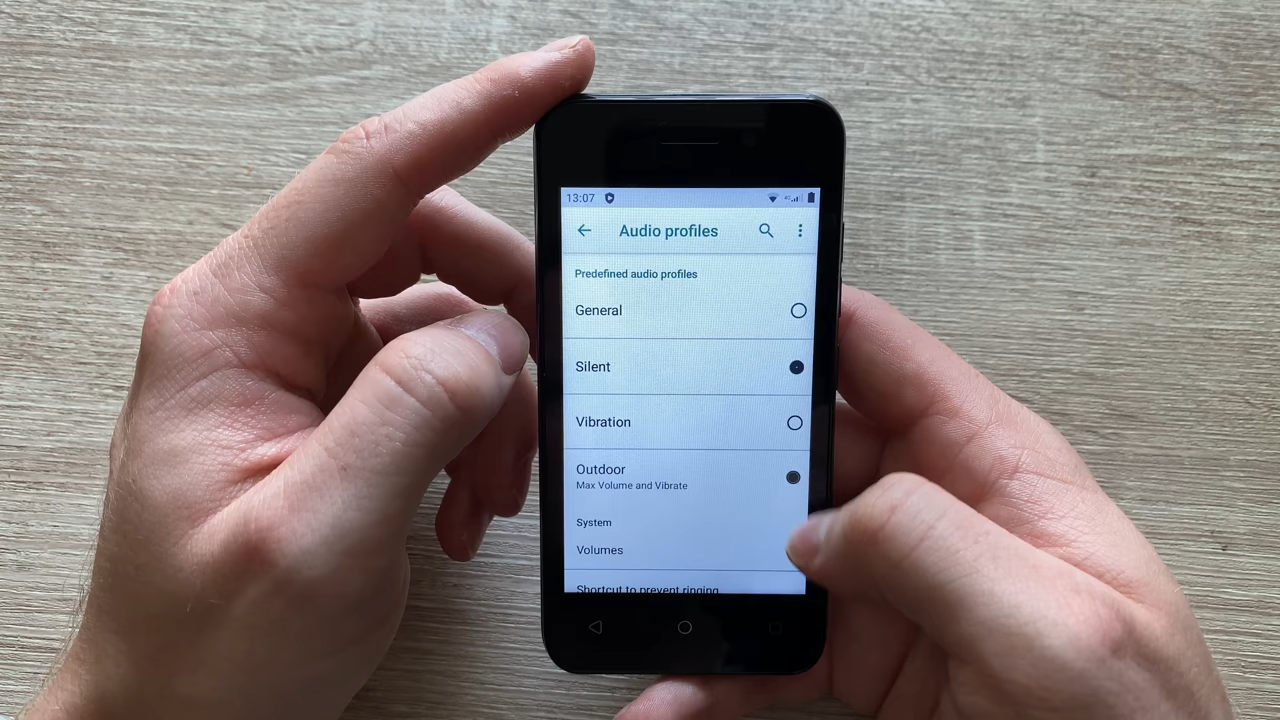 13:07
4G
Audio profiles
Predefined audio profiles
General
Silent
Vibration
Outdoor
Max Volume and Vibrate
System
Volumes
Shortcut to prevent ringing